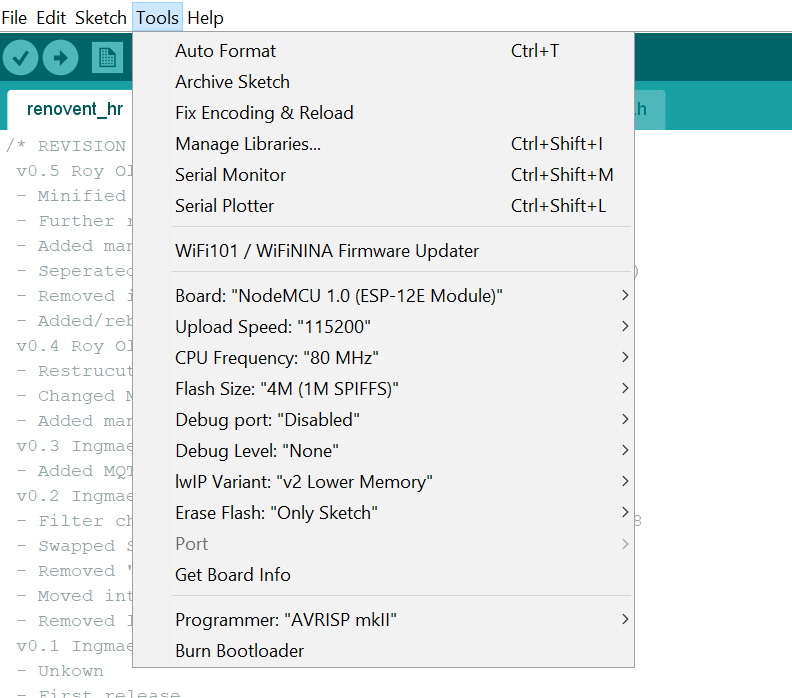 File Edit Sketch Tools Help
renovent_hr
.h
Auto Format Ctrl+T
Archive Sketch
Fix Encoding & Reload
Manage Libraries... Ctrl+Shift+I
Serial Monitor Ctrl+Shift+M
Serial Plotter Ctrl+Shift+L
WiFi101 / WiFiNINA Firmware Updater
Board: "NodeMCU 1.0 (ESP-12E Module)"
Upload Speed: "115200"
CPU Frequency: "80 MHz"
Flash Size: "4M (1M SPIFFS)"
Debug port: "Disabled"
Debug Level: "None"
lwIP Variant: "v2 Lower Memory"
Erase Flash: "Only Sketch"
Port
Get Board Info
Programmer: "AVRISP mkII"
Burn Bootloader
/* REVISION
v0.5 Roy Ol
- Minified
- Further
- Added man
- Seperated )
- Removed
- Added/reb
v0.4 Roy Ol
- Restrucut
- Changed M
- Added man
v0.3 Ingmae
- Added MQT
v0.2 Ingmae
- Filter ch 8
- Swapped S
- Removed '
- Moved int
- Removed
v0.1 Ingmae
- Unkown
- First release